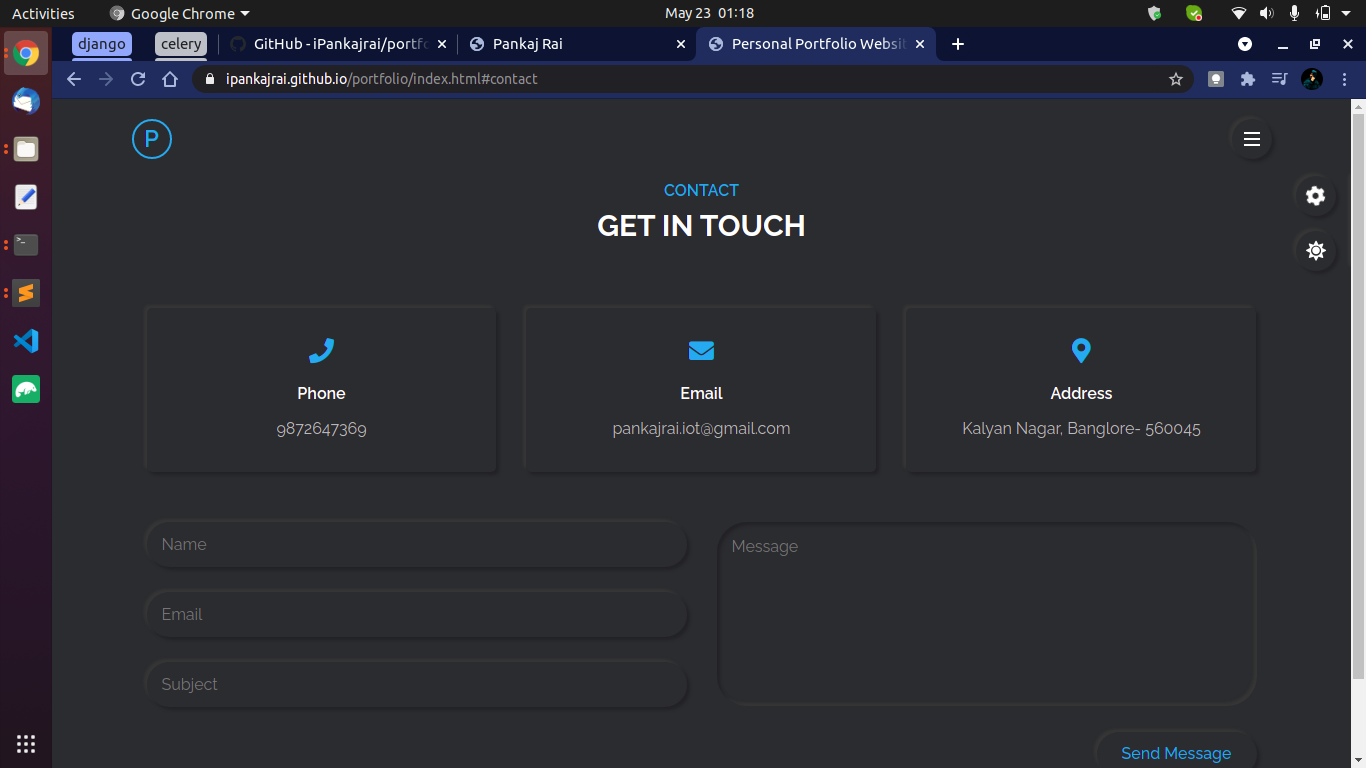 Activities Google Chrome May 23 01:18
django celery GitHub - iPankajrai/portfo Pankaj Rai Personal Portfolio Websit
ipankajrai.github.io/portfolio/index.html#contact
P
CONTACT
GET IN TOUCH
Phone Email Address
9872647369 pankajrai.iot@gmail.com Kalyan Nagar, Banglore- 560045
Name Message
Email
Subject
Send Message